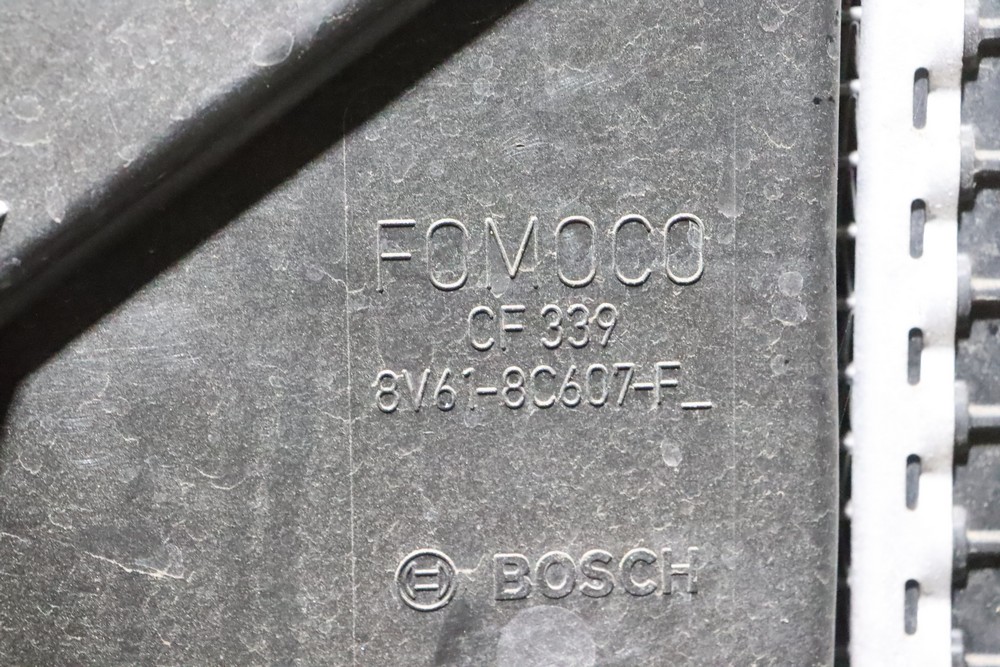 FOMOCO
CF 339
8V61-8C607-F_
BOSCH